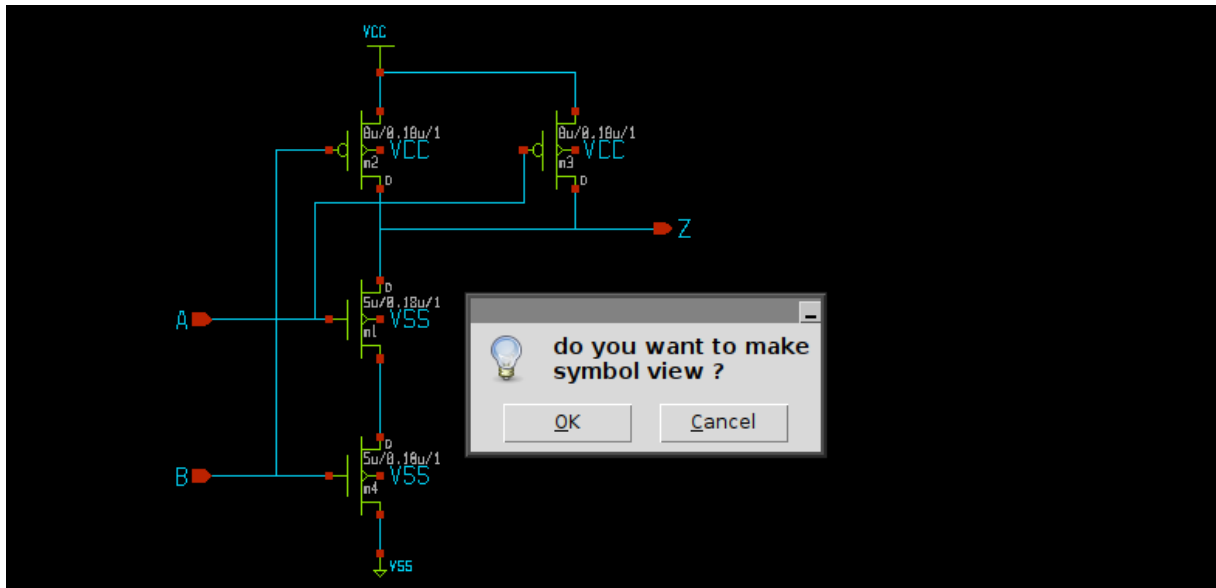 VCC
8u/0.18u/1
VCC
m2
D
8u/0.18u/1
VCC
m3
D
Z
D
5u/0.18u/1
A
VSS
m1
do you want to make
symbol view ?
OK
Cancel
D
5u/0.18u/1
B
VSS
m4
VSS